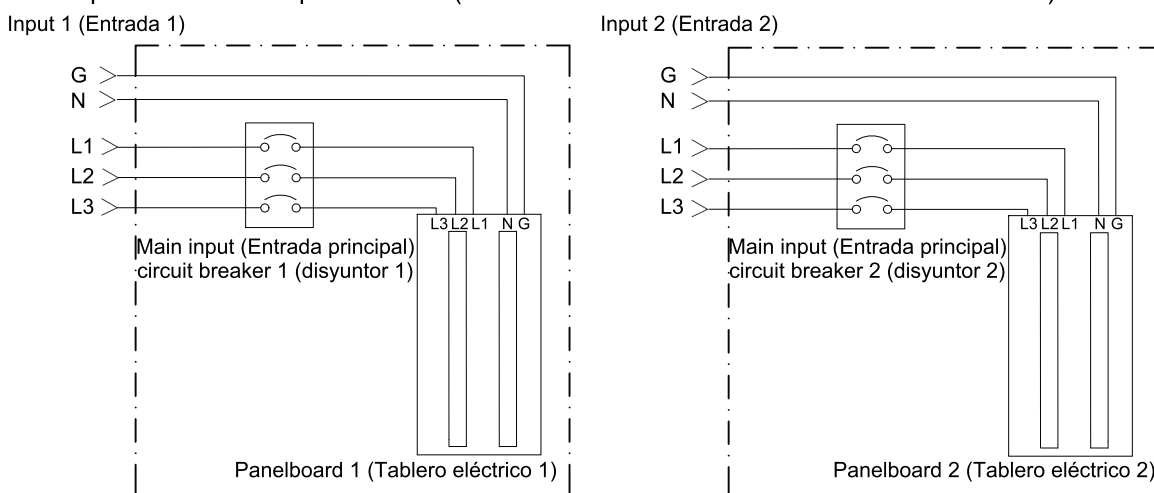 Input 1 (Entrada 1)
G
N
L1
L2
L3
L3 L2 L1 N G
Main input (Entrada principal)
circuit breaker 1 (disyuntor 1)
Panelboard 1 (Tablero eléctrico 1)
Input 2 (Entrada 2)
G
N
L1
L2
L3
L3 L2 L1 N G
Main input (Entrada principal)
circuit breaker 2 (disyuntor 2)
Panelboard 2 (Tablero eléctrico 2)